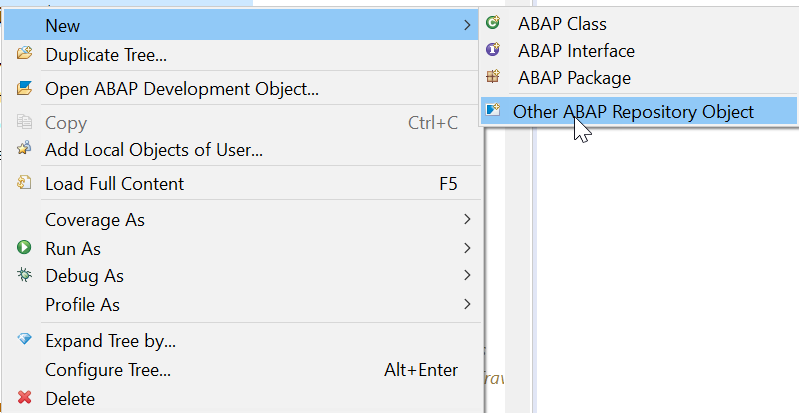 New
ABAP Class
ABAP Interface
ABAP Package
Other ABAP Repository Object
Duplicate Tree...
Open ABAP Development Object...
Copy Ctrl+C
Add Local Objects of User...
Load Full Content F5
Coverage As
Run As
Debug As
Profile As
Expand Tree by...
Configure Tree... Alt+Enter
Delete